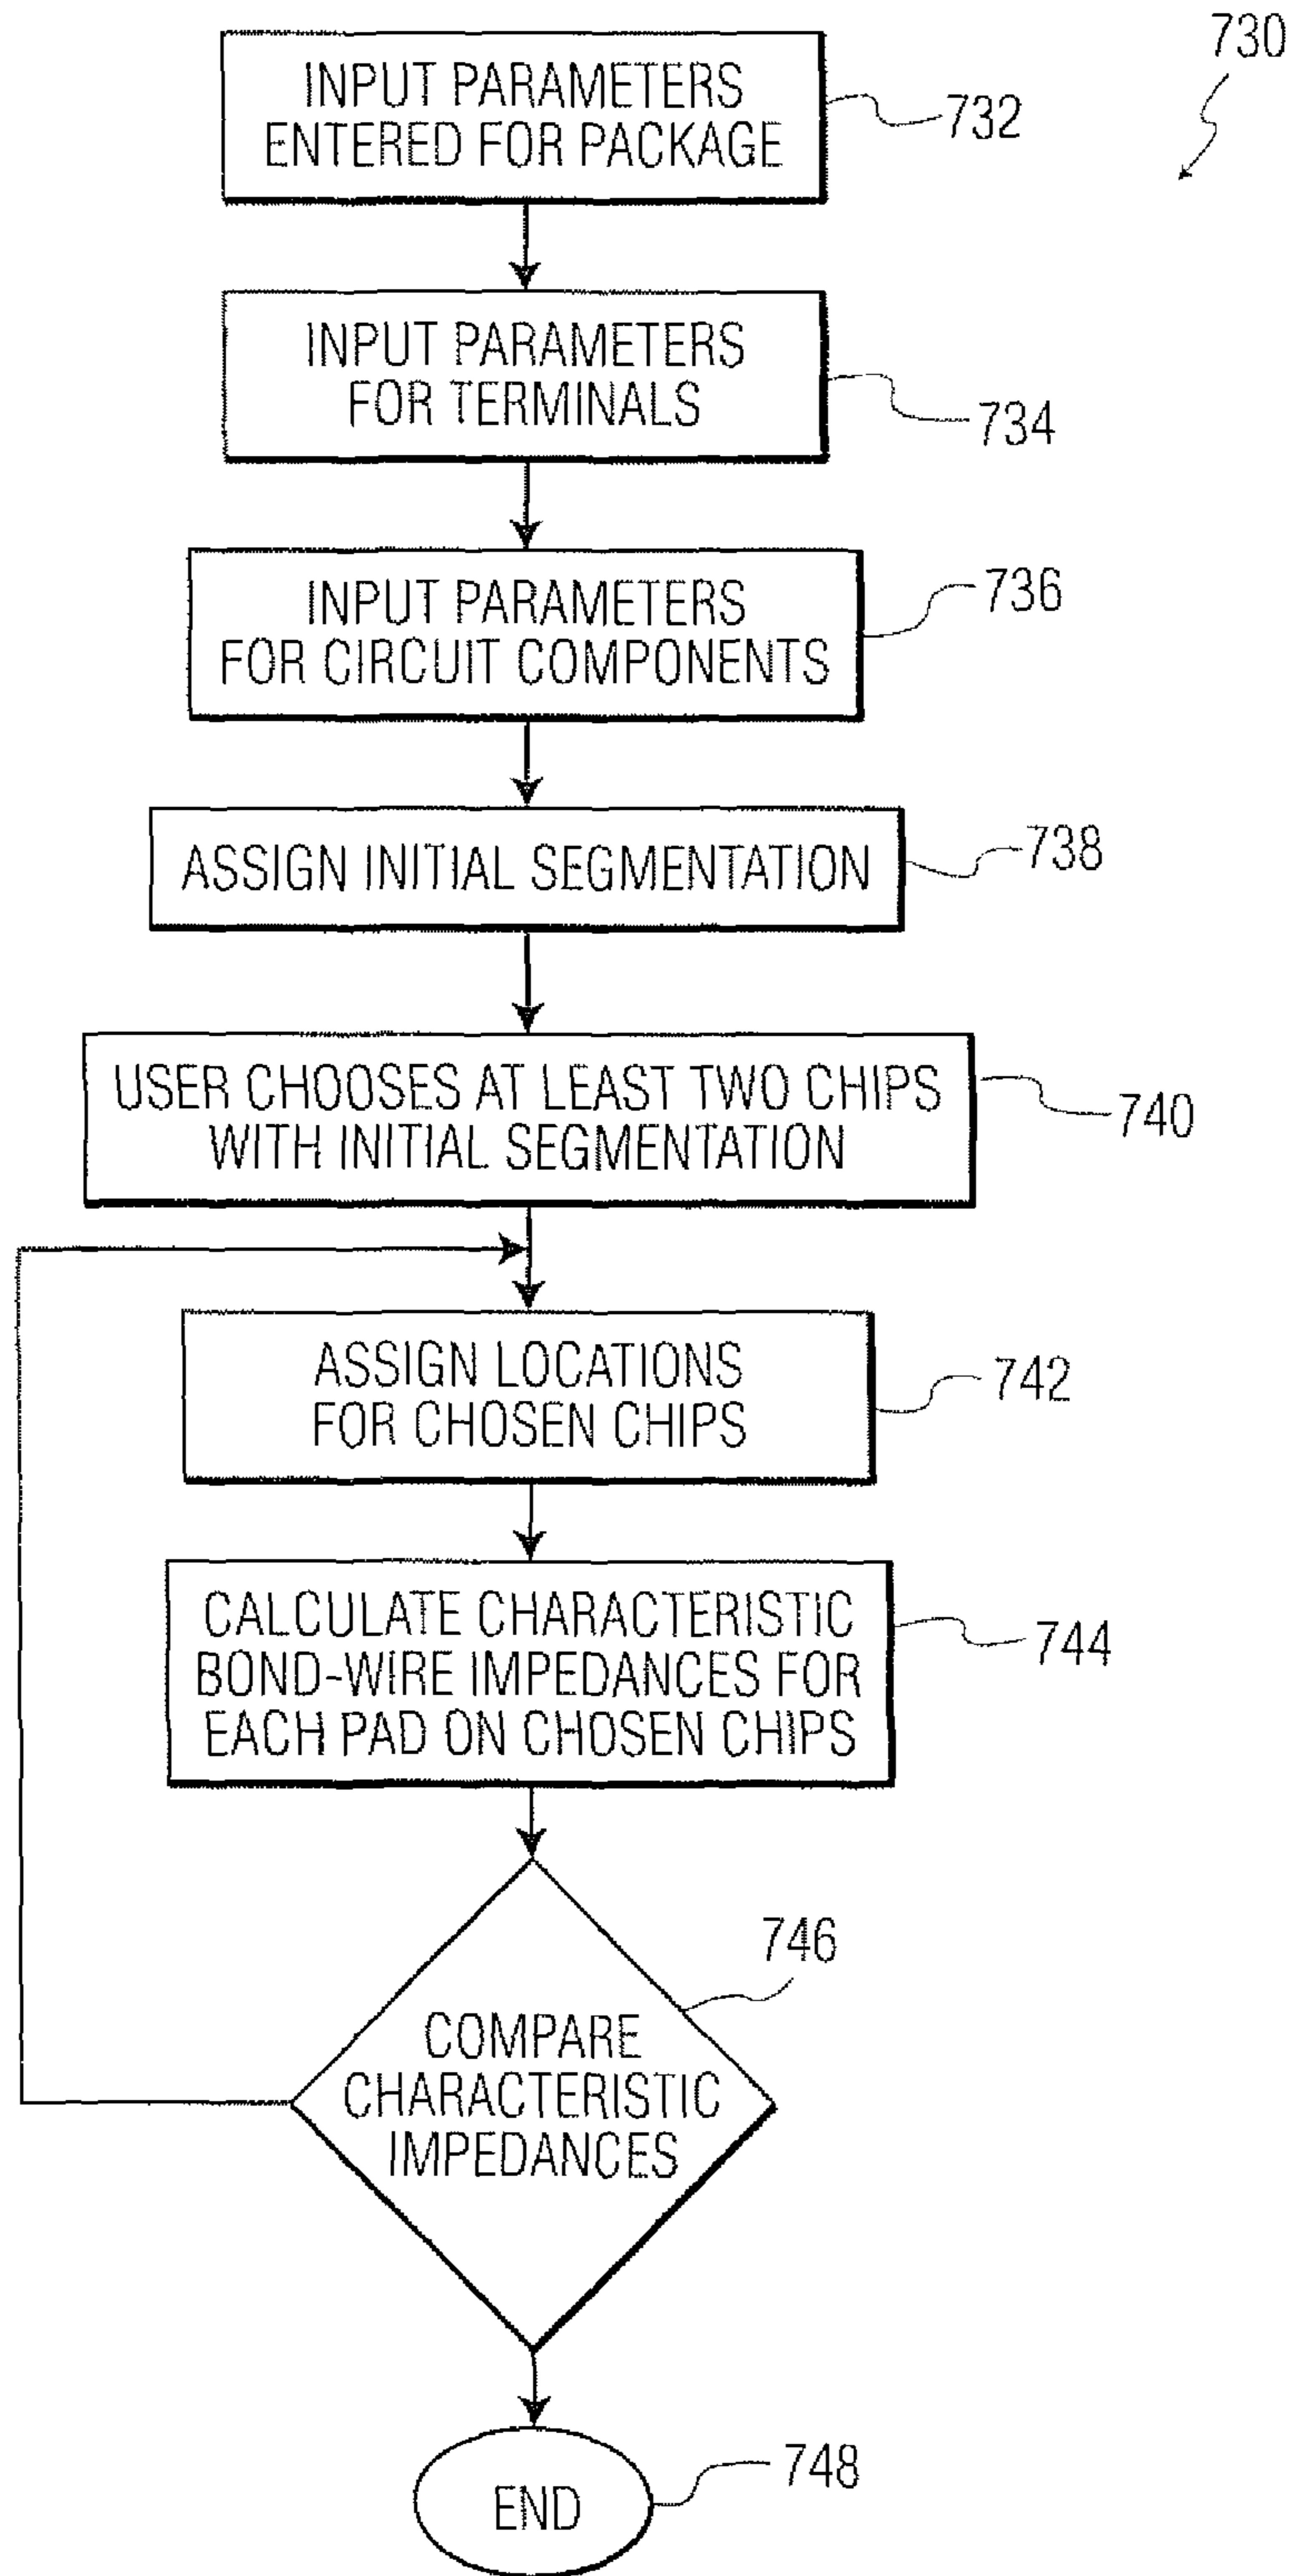 730
INPUT PARAMETERS
ENTERED FOR PACKAGE
732
INPUT PARAMETERS
FOR TERMINALS
734
INPUT PARAMETERS
FOR CIRCUIT COMPONENTS
736
ASSIGN INITIAL SEGMENTATION
738
USER CHOOSES AT LEAST TWO CHIPS
WITH INITIAL SEGMENTATION
740
ASSIGN LOCATIONS
FOR CHOSEN CHIPS
742
CALCULATE CHARACTERISTIC
BOND-WIRE IMPEDANCES FOR
EACH PAD ON CHOSEN CHIPS
744
746
COMPARE
CHARACTERISTIC
IMPEDANCES
END
748